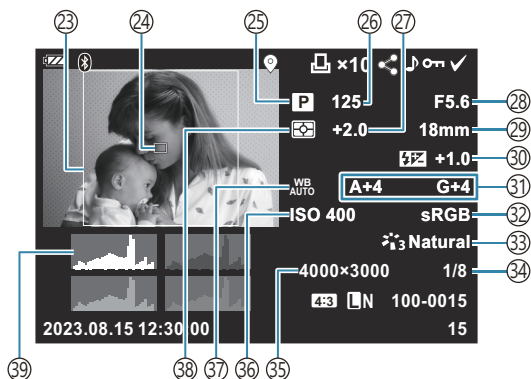 ㉓ ㉔ ㉕ ㉖ ㉗
×10
P 125 F5.6 ㉘
+2.0 18mm ㉙
+1.0 ㉚
WB AUTO A+4 G+4 ㉛
ISO 400 sRGB ㉜
3 Natural ㉝
4000×3000 1/8 ㉞
4:3 L N 100-0015
2023.08.15 12:30:00 15
㊴ ㊳ ㊲ ㊱ ㉟